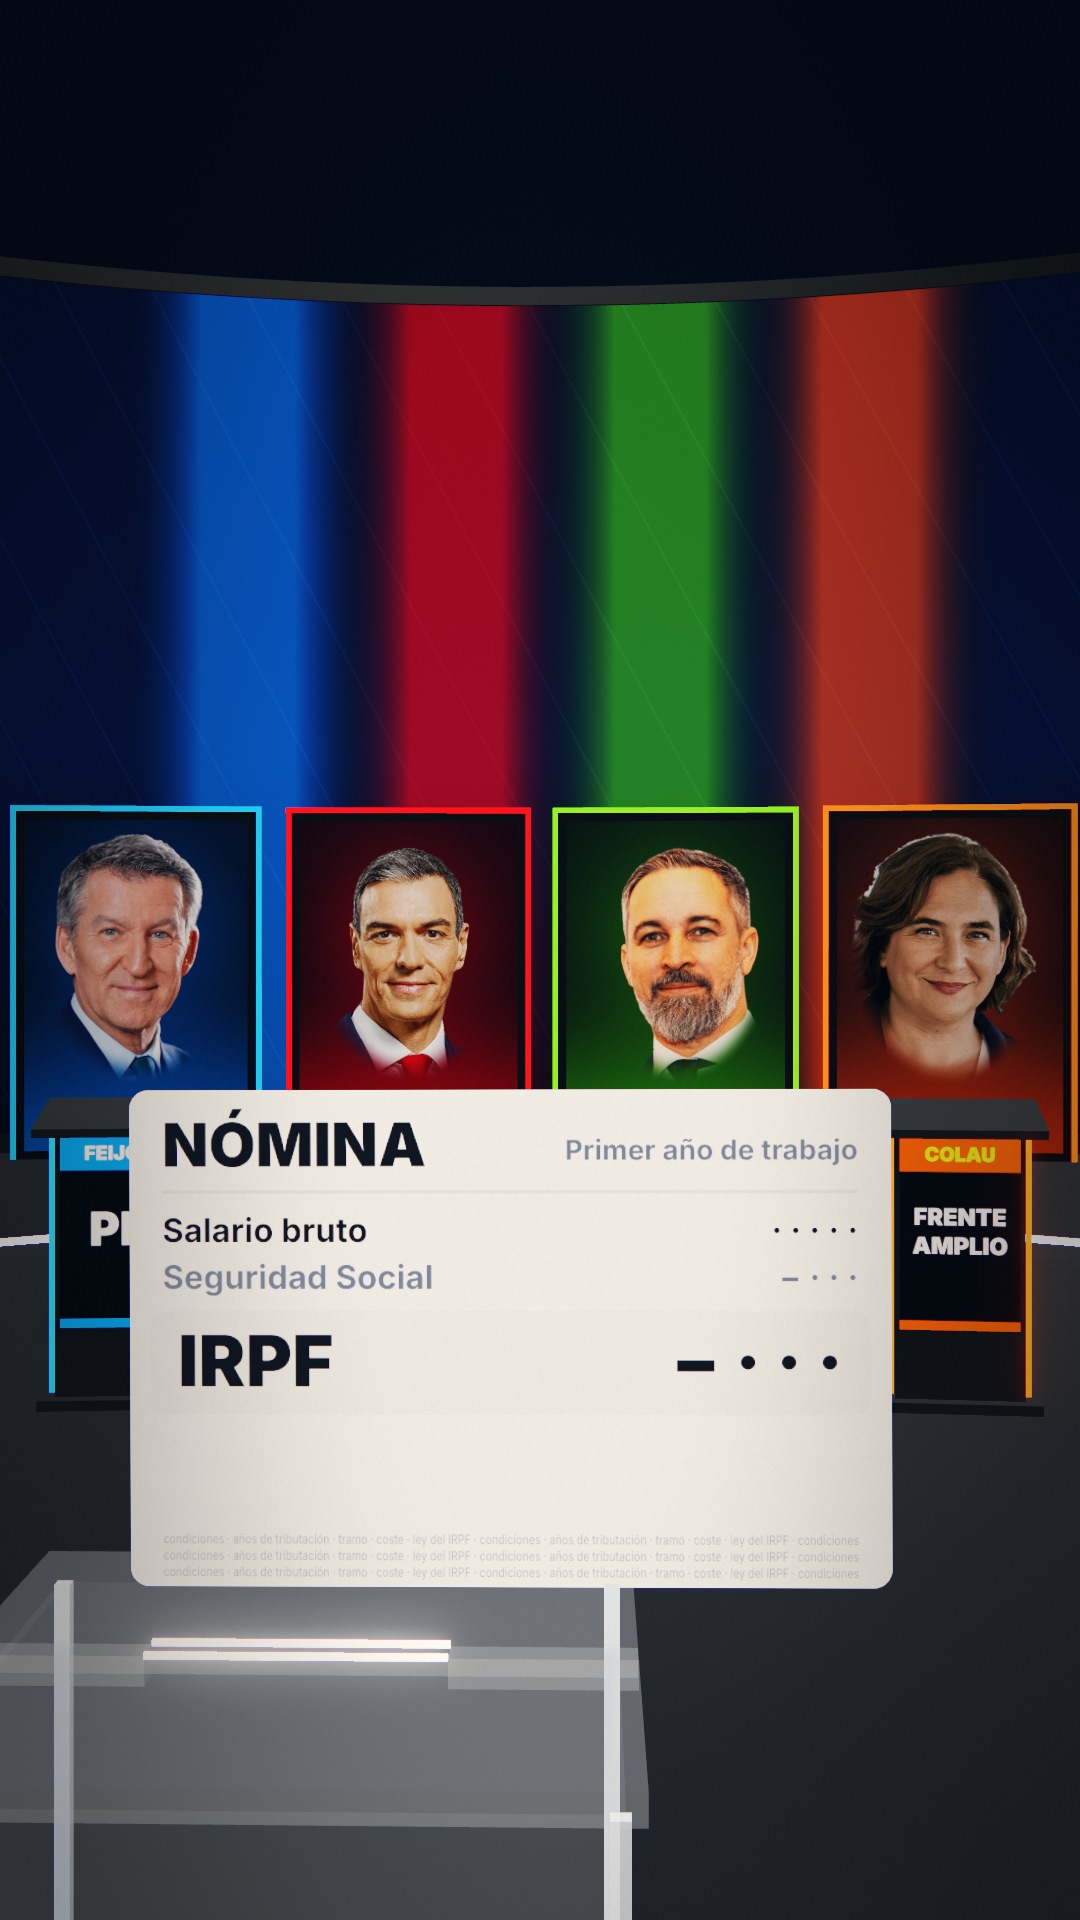 NÓMINA
Primer año de trabajo
COLAU
FRENTE
AMPLIO
Salario bruto
Seguridad Social
IRPF
condiciones · años de tributación · tramo · coste · ley del IRPF · condiciones · años de tributación · tramo · coste · ley del IRPF · condiciones
condiciones · años de tributación · tramo · coste · ley del IRPF · condiciones · años de tributación · tramo · coste · ley del IRPF · condiciones
condiciones · años de tributación · tramo · coste · ley del IRPF · condiciones · años de tributación · tramo · coste · ley del IRPF · condiciones